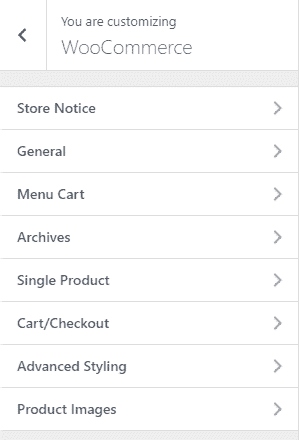 You are customizing
WooCommerce
Store Notice
General
Menu Cart
Archives
Single Product
Cart/Checkout
Advanced Styling
Product Images